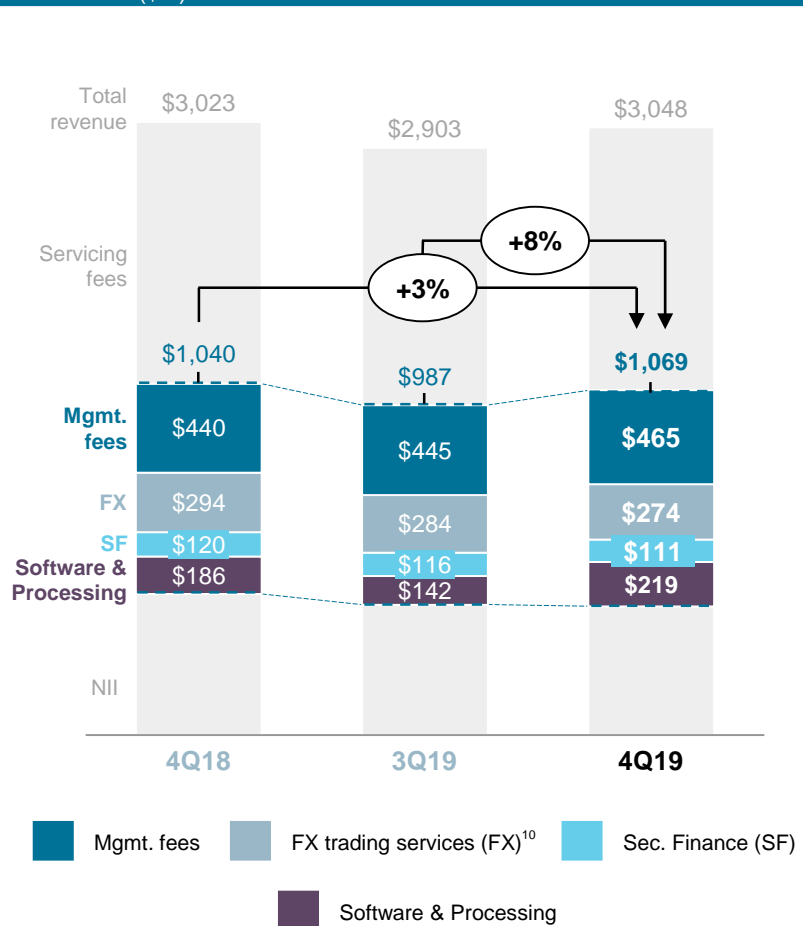 Total
revenue
$3,023
$2,903
$3,048
Servicing
fees
+8%
+3%
$1,040
$987
$1,069
Mgmt.
fees
$440
$445
$465
FX
$294
$284
$274
SF
$120
$116
$111
Software &
Processing
$186
$142
$219
NII
4Q18
3Q19
4Q19
Mgmt. fees
FX trading services (FX)10
Sec. Finance (SF)
Software & Processing